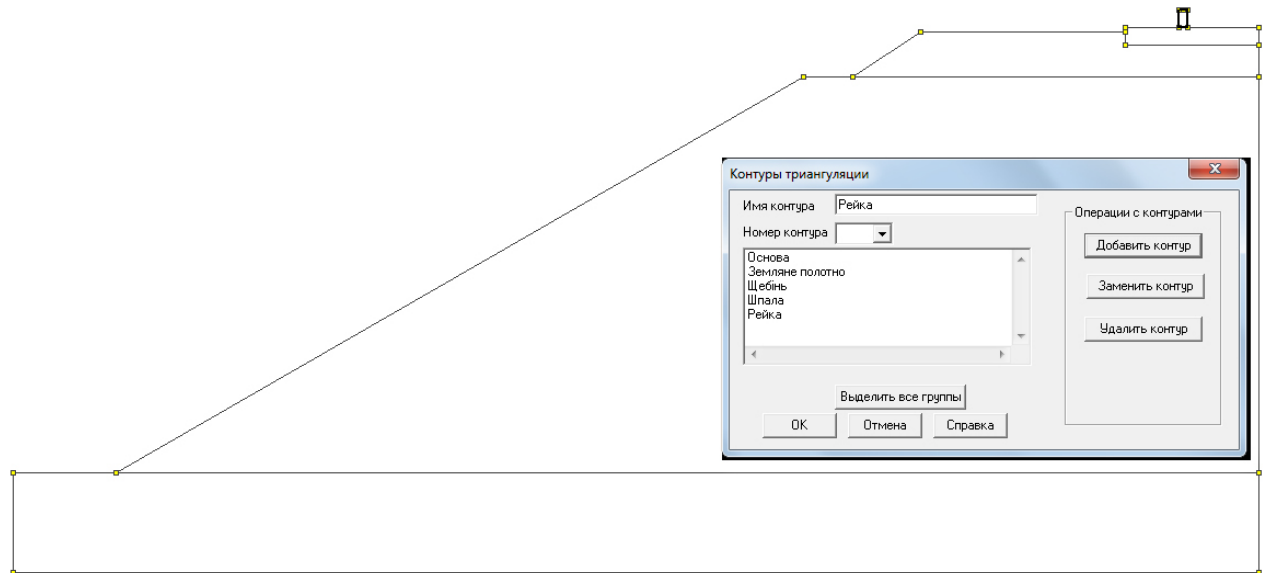 Контуры триангуляции
Имя контура Рейка
Номер контура
Основа
Земляне полотно
Щебінь
Шпала
Рейка
Операции с контурами
Добавить контур
Заменить контур
Удалить контур
Выделить все группы
OK Отмена Справка